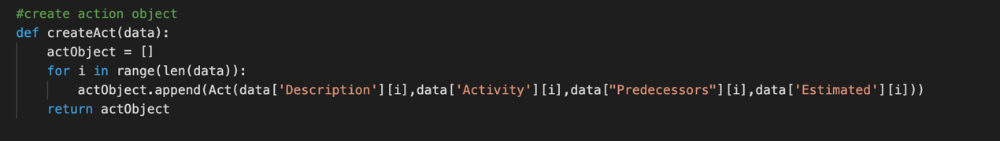 #create action object
def createAct(data):
    actObject = []
    for i in range(len(data)):
        actObject.append(Act(data['Description'][i],data['Activity'][i],data["Predecessors"][i],data['Estimated'][i]))
    return actObject